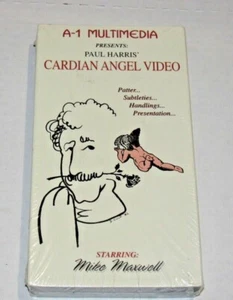 A-1 MULTIMEDIA
PRESENTS:
PAUL HARRIS'
CARDIAN ANGEL VIDEO
Patter..
Subtleties...
Handlings...
Presentation...
STARRING:
Mike Maxwell